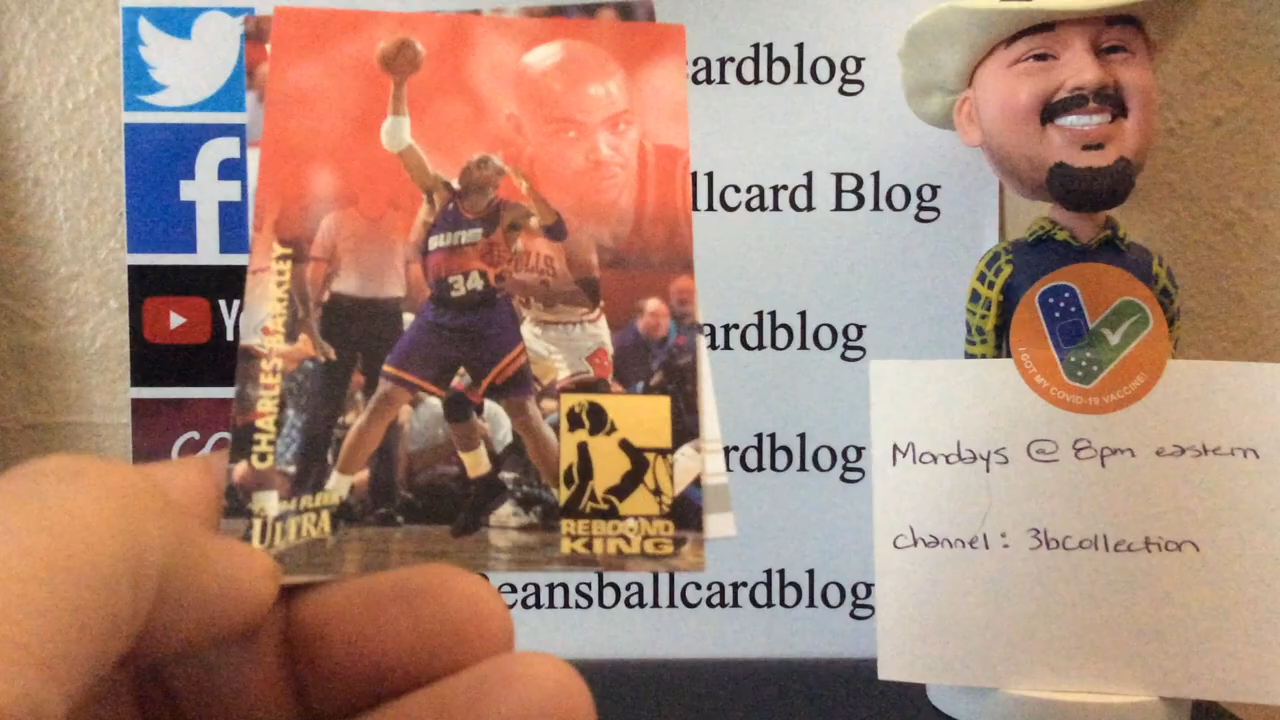 ardblog
llcard Blog
Y
ardblog
rdblog
eansballcardblog
CHARLES BARKLEY
SUNS
34
BULLS
FLEER
ULTRA
REBOUND
KING
I GOT MY COVID-19 VACCINE!
Mondays @ 8pm eastern
channel: 3bcollection